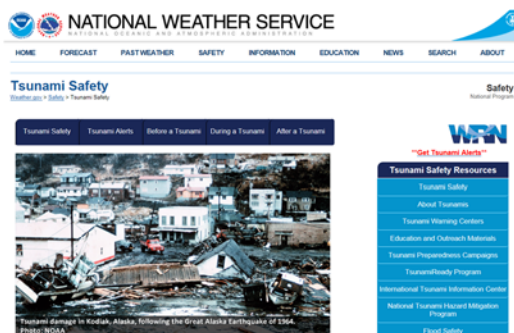 NATIONAL WEATHER SERVICE
NATIONAL OCEANIC AND ATMOSPHERIC ADMINISTRATION
HOME FORECAST PAST WEATHER SAFETY INFORMATION EDUCATION NEWS SEARCH ABOUT
Tsunami Safety
Weather.gov > Safety > Tsunami Safety
Safety
National Program
Tsunami Safety Tsunami Alerts Before a Tsunami During a Tsunami After a Tsunami
WRN
**Get Tsunami Alerts**
Tsunami Safety Resources
Tsunami Safety
About Tsunamis
Tsunami Warning Centers
Education and Outreach Materials
Tsunami Preparedness Campaigns
TsunamiReady Program
International Tsunami Information Center
National Tsunami Hazard Mitigation
Program
Flood Safety
Tsunami damage in Kodiak, Alaska, following the Great Alaska Earthquake of 1964.
Photo: NOAA